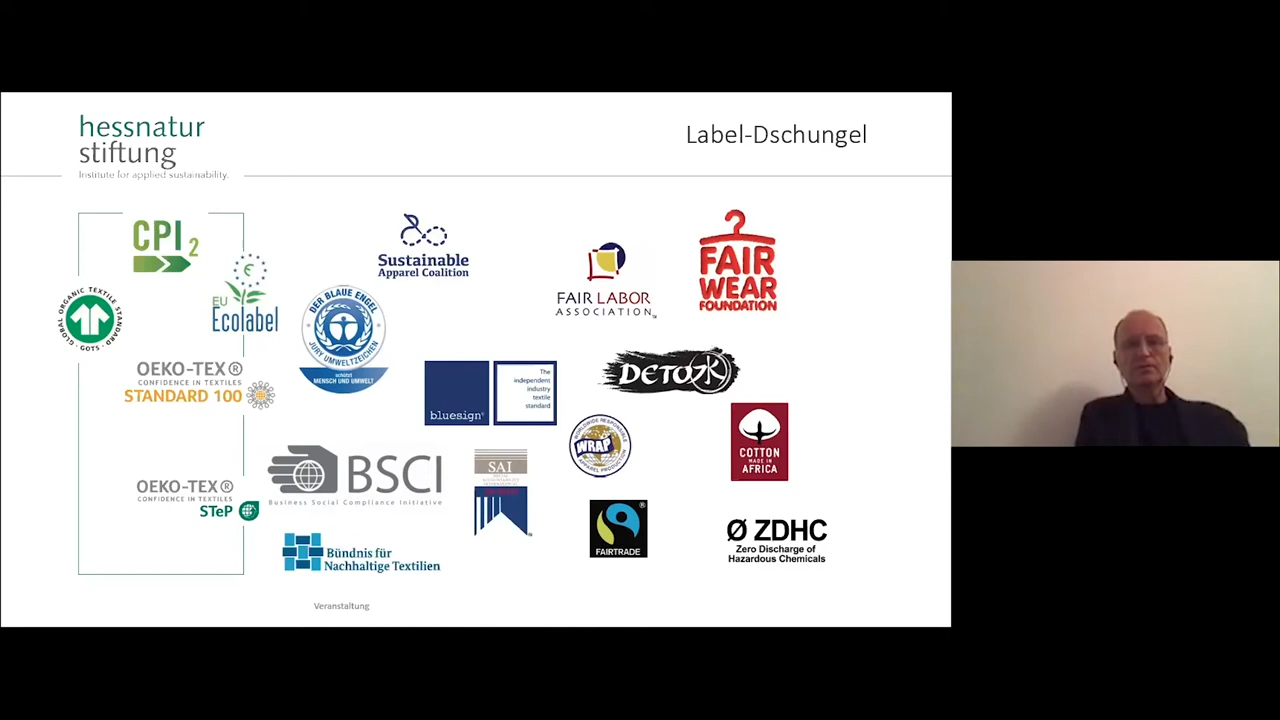 hessnatur
stiftung
Institute for applied sustainability.
Label-Dschungel
CPI2
Sustainable
Apparel Coalition
FAIR LABOR
ASSOCIATION
FAIR
WEAR
FOUNDATION
EU
Ecolabel
GLOBAL ORGANIC TEXTILE STANDARD
· GOTS ·
DER BLAUE ENGEL
JURY UMWELTZEICHEN
schützt
MENSCH UND UMWELT
OEKO-TEX®
CONFIDENCE IN TEXTILES
STANDARD 100
bluesign®
The
independent
industry
textile
standard
DETOX
WORLDWIDE RESPONSIBLE
WRAP
APPAREL PRODUCTION
COTTON
MADE IN
AFRICA
BSCI
Business Social Compliance Initiative
SAI
OEKO-TEX®
CONFIDENCE IN TEXTILES
STeP
FAIRTRADE
Ø ZDHC
Zero Discharge of
Hazardous Chemicals
Bündnis für
Nachhaltige Textilien
Veranstaltung